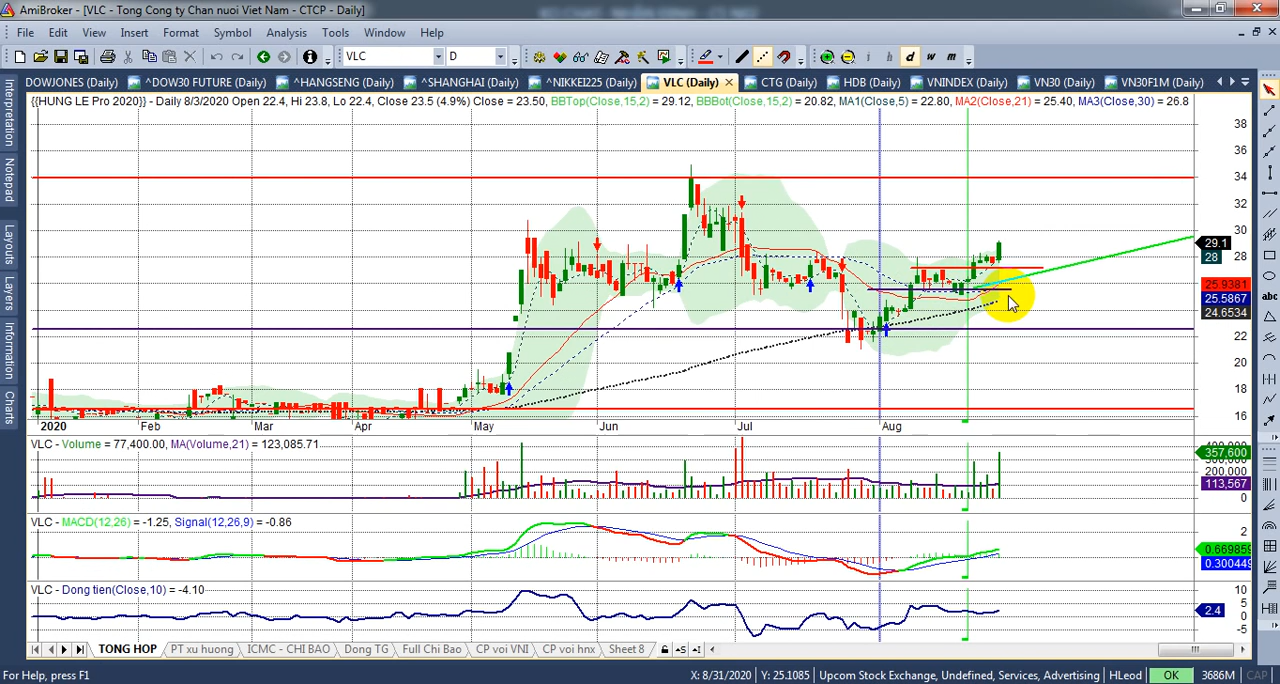 AmiBroker - [VLC - Tong Cong ty Chan nuoi Viet Nam - CTCP - Daily]
File Edit View Insert Format Symbol Analysis Tools Window Help
VLC D i h d w m
DOWJONES (Daily) ^DOW30 FUTURE (Daily) ^HANGSENG (Daily) ^SHANGHAI (Daily) ^NIKKEI225 (Daily) VLC (Daily) CTG (Daily) HDB (Daily) VNINDEX (Daily) VN30 (Daily) VN30F1M (Daily)
{{HUNG LE Pro 2020}} - Daily 8/3/2020 Open 22.4, Hi 23.8, Lo 22.4, Close 23.5 (4.9%) Close = 23.50, BBTop(Close,15,2) = 29.12, BBBot(Close,15,2) = 20.82, MA1(Close,5) = 22.80, MA2(Close,21) = 25.40, MA3(Close,30) = 26.8
Interpretation
Notepad
Layouts
Layers
Information
Charts
38
36
34
32
30
29.1
28
28
25.9381
25.5867
24.6534
22
20
18
16
2020 Feb Mar Apr May Jun Jul Aug
abc
VLC - Volume = 77,400.00, MA(Volume,21) = 123,085.71
357,600
200,000
113,567
0
VLC - MACD(12,26) = -1.25, Signal(12,26,9) = -0.86
2
0.669859
0.300449
VLC - Dong tien(Close,10) = -4.10
10
5
2.4
0
-5
TONG HOP PT xu huong ICMC - CHI BAO Dong TG Full Chi Bao CP voi VNI CP voi hnx Sheet 8
For Help, press F1 X: 8/31/2020 Y: 25.1085 Upcom Stock Exchange, Undefined, Services, Advertising HLeod OK 3686M CAP